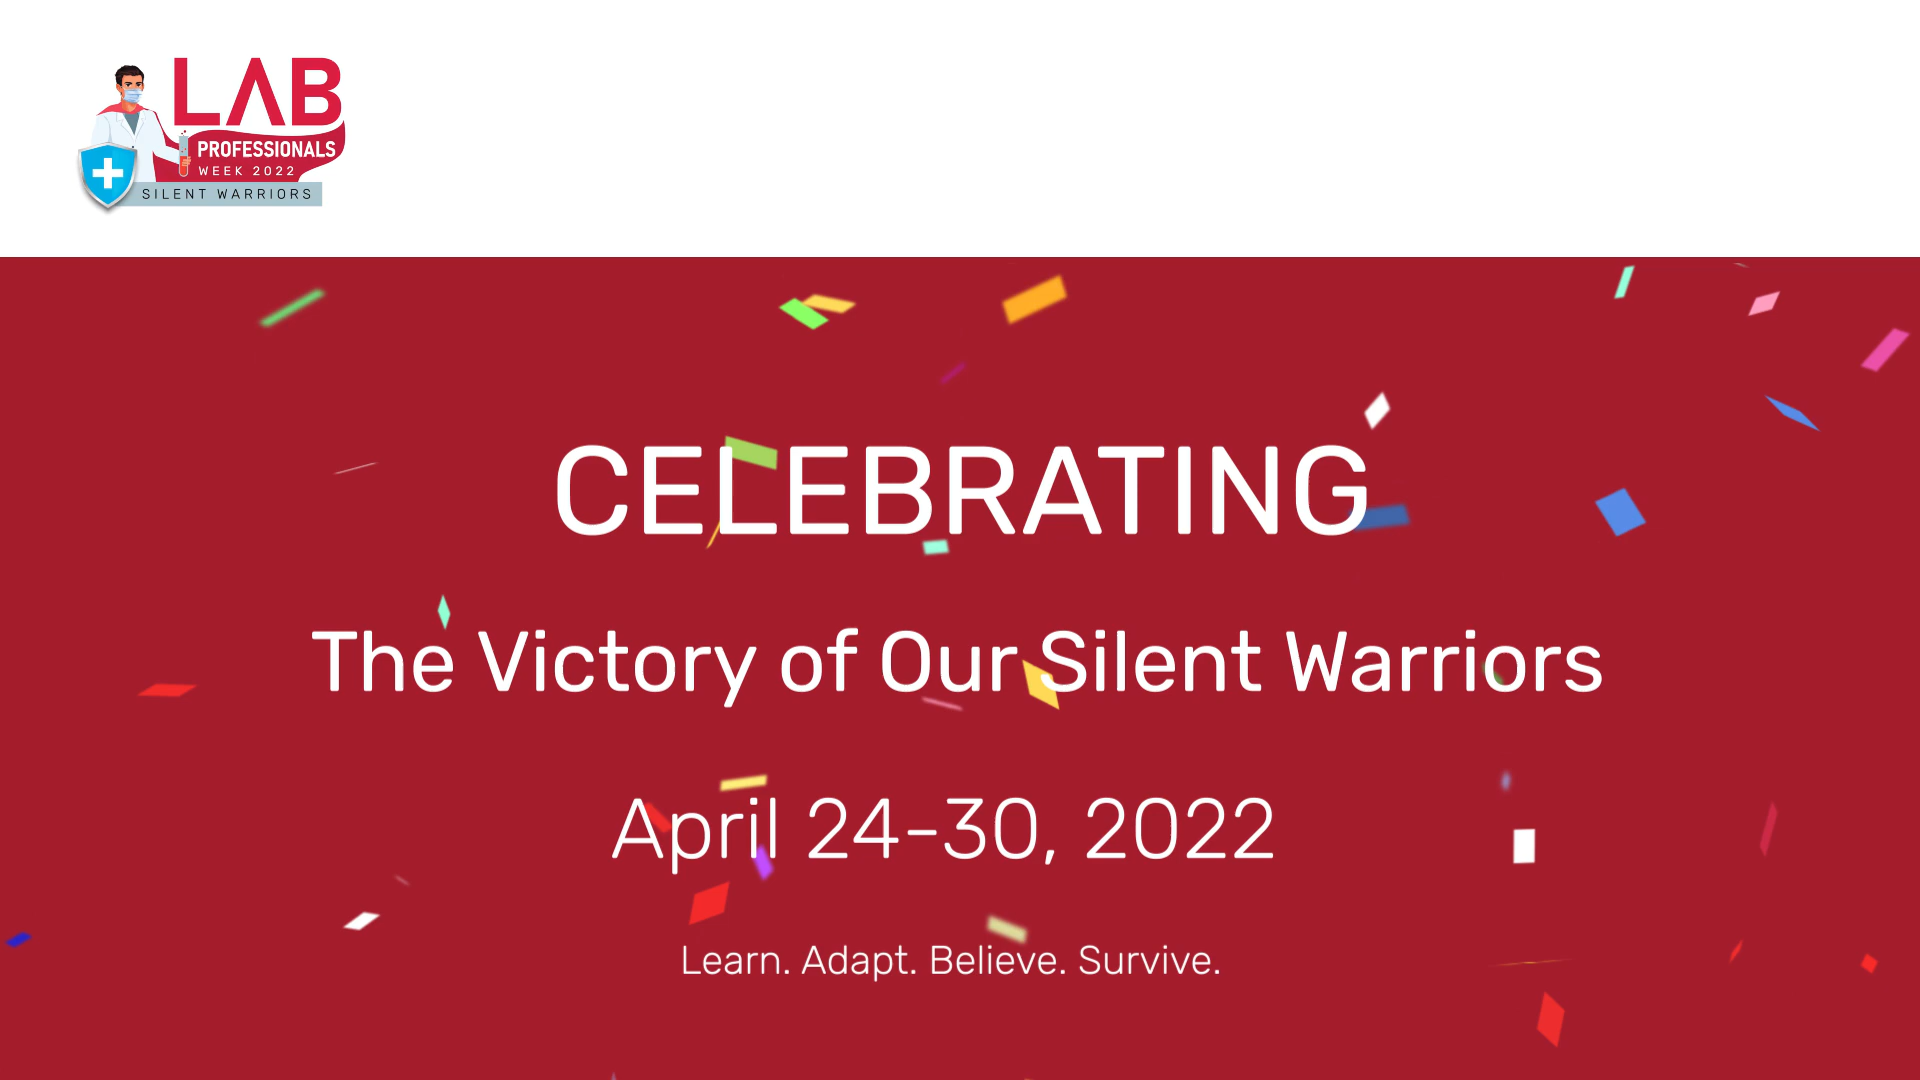 LAB
PROFESSIONALS
WEEK 2022
SILENT WARRIORS
CELEBRATING
The Victory of Our Silent Warriors
April 24-30, 2022
Learn. Adapt. Believe. Survive.